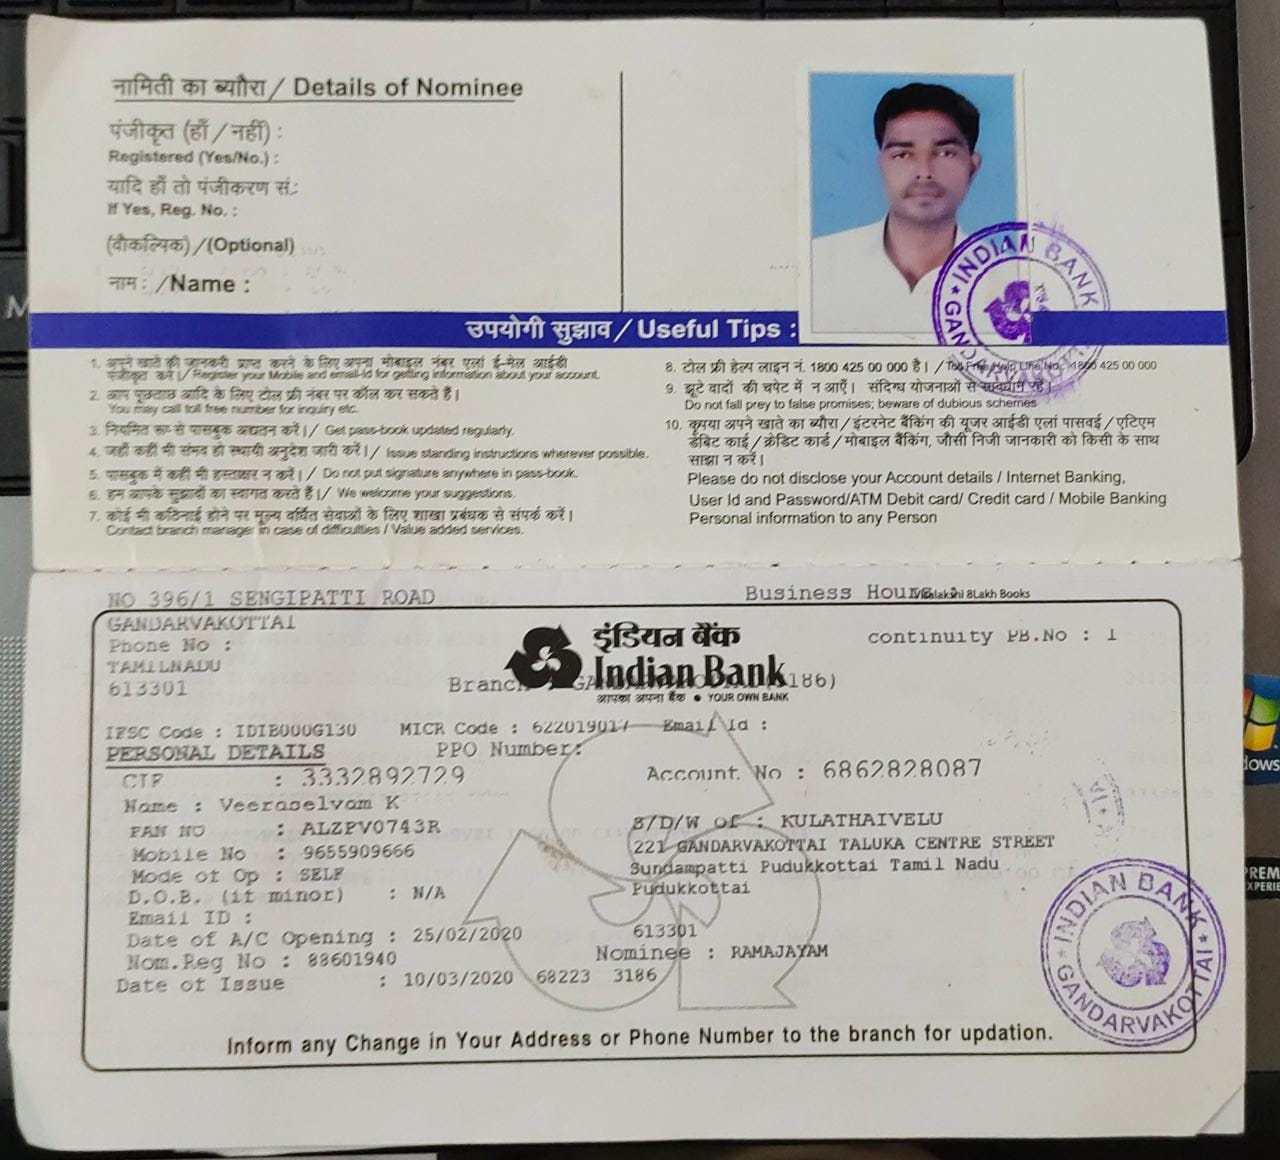 नामिती का ब्यौरा / Details of Nominee
पंजीकृत (हाँ / नहीं) :
Registered (Yes/No.) :
यादि हाँ तो पंजीकरण सं.:
If Yes, Reg. No. :
(वौकल्पिक) / (Optional)
नाम : /Name :
INDIAN BANK
उपयोगी सुझाव / Useful Tips :
1. अपने खाते की जानकरी प्राप्त करने के लिए अपना मोबाइल नंबर एलां ई-मेल आईडी
पंजीकृत करें। / Register your Mobile and email-Id for getting information about your account.
2. आप पूछताछ आदि के लिए टोल फ्री नंबर पर कॉल कर सकते हैं।
You may call toll free number for inquiry etc.
3. नियमित रूप से पासबुक अद्यतन करें। / Get pass-book updated regularly.
4. जहाँ कहीं भी संभव हो स्थायी अनुदेश जारी करें। / Issue standing instructions wherever possible.
5. पासबुक में कहीं भी हस्ताक्षर न करें। / Do not put signature anywhere in pass-book.
6. हम आपके सुझावों का स्वागत करते हैं। / We welcome your suggestions.
7. कोई भी कठिनाई होने पर मूल्य वर्धित सेवाओं के लिए शाखा प्रबंधक से संपर्क करें।
Contact branch manager in case of difficulties / Value added services.
8. टोल फ्री हेल्प लाइन नं. 1800 425 00 000 है। / Toll Free Help Line No.: 1800 425 00 000
9. झूटे वादों की चपेट में न आएँ। संदिग्ध योजनाओं से सावधान रहें।
Do not fall prey to false promises; beware of dubious schemes
10. कृपया अपने खाता का ब्यौरा / इंटरनेट बैंकिंग की यूजर आईडी एलां पासवर्ड / एटिएम
डेबिट कार्ड / क्रेडिट कार्ड / मोबाइल बैंकिंग, जौसी निजी जानकारी को किसी के साथ
साझा न करें।
Please do not disclose your Account details / Internet Banking,
User Id and Password/ATM Debit card/ Credit card / Mobile Banking
Personal information to any Person
NO 396/1 SENGIPATTI ROAD
Business Hours
8Lakh Books
GANDARVAKOTTAI
Phone No :
TAMILNADU
613301
इंडियन बैंक
Indian Bank
आपका अपना बैंक • YOUR OWN BANK
continuity PB.No : 1
Branch
IFSC Code : IDIB000G130 MICR Code : 622019017 Email Id :
PERSONAL DETAILS PPO Number:
CIF : 3332892729 Account No : 6862828087
Name : Veeraselvam K
PAN NO : ALZPV0743R S/D/W of : KULATHAIVELU
Mobile No : 9655909666 221 GANDARVAKOTTAI TALUKA CENTRE STREET
Mode of Op : SELF Sundampatti Pudukkottai Tamil Nadu
D.O.B. (if minor) : N/A Pudukkottai
Email ID :
Date of A/C Opening : 25/02/2020 613301
Nom.Reg No : 88601940 Nominee : RAMAJAYAM
Date of Issue : 10/03/2020 68223 3186
INDIAN BANK
GANDARVAKOTTAI
Inform any Change in Your Address or Phone Number to the branch for updation.